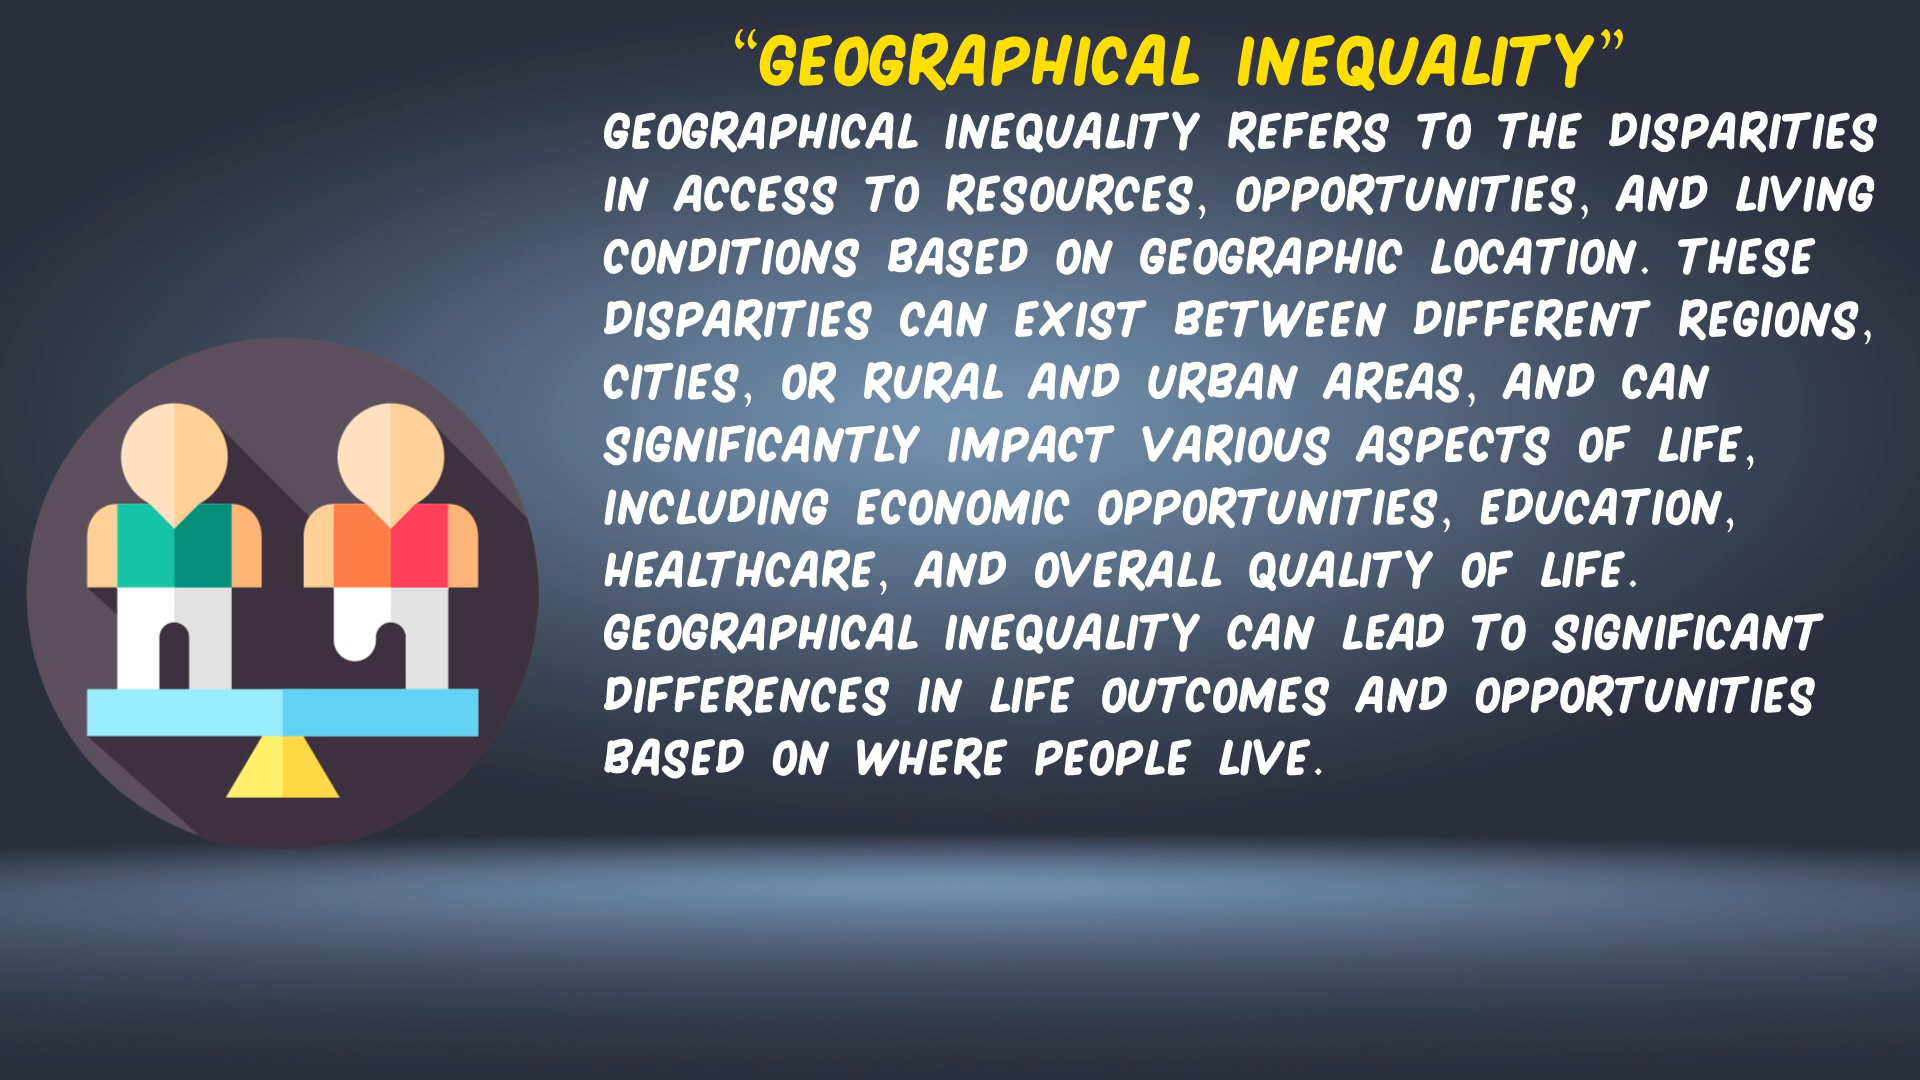 “GEOGRAPHICAL INEQUALITY”
GEOGRAPHICAL INEQUALITY REFERS TO THE DISPARITIES
IN ACCESS TO RESOURCES, OPPORTUNITIES, AND LIVING
CONDITIONS BASED ON GEOGRAPHIC LOCATION. THESE
DISPARITIES CAN EXIST BETWEEN DIFFERENT REGIONS,
CITIES, OR RURAL AND URBAN AREAS, AND CAN
SIGNIFICANTLY IMPACT VARIOUS ASPECTS OF LIFE,
INCLUDING ECONOMIC OPPORTUNITIES, EDUCATION,
HEALTHCARE, AND OVERALL QUALITY OF LIFE.
GEOGRAPHICAL INEQUALITY CAN LEAD TO SIGNIFICANT
DIFFERENCES IN LIFE OUTCOMES AND OPPORTUNITIES
BASED ON WHERE PEOPLE LIVE.